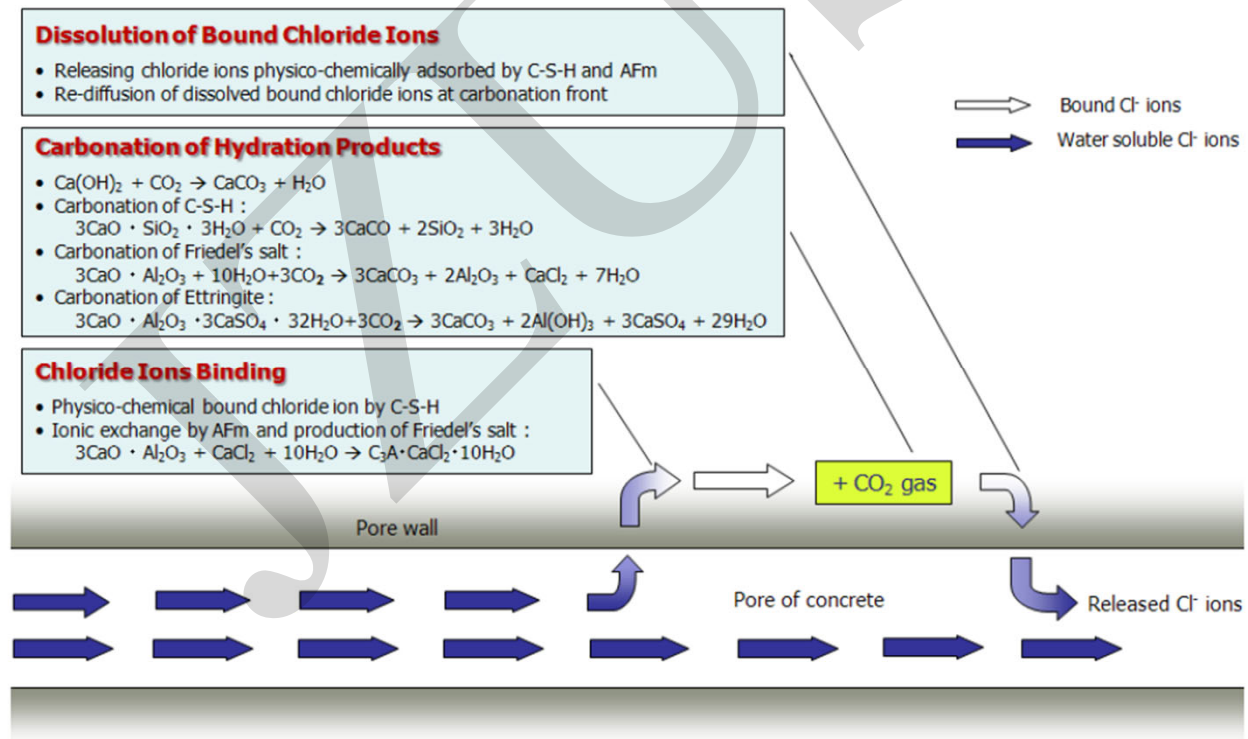 Dissolution of Bound Chloride Ions
• Releasing chloride ions physico-chemically adsorbed by C-S-H and AFm
• Re-diffusion of dissolved bound chloride ions at carbonation front
Bound Cl⁻ ions
Water soluble Cl⁻ ions
Carbonation of Hydration Products
• Ca(OH)₂ + CO₂ → CaCO₃ + H₂O
• Carbonation of C-S-H :
3CaO · SiO₂ · 3H₂O + CO₂ → 3CaCO + 2SiO₂ + 3H₂O
• Carbonation of Friedel's salt :
3CaO · Al₂O₃ + 10H₂O+3CO₂ → 3CaCO₃ + 2Al₂O₃ + CaCl₂ + 7H₂O
• Carbonation of Ettringite :
3CaO · Al₂O₃ ·3CaSO₄ · 32H₂O+3CO₂ → 3CaCO₃ + 2Al(OH)₃ + 3CaSO₄ + 29H₂O
Chloride Ions Binding
• Physico-chemical bound chloride ion by C-S-H
• Ionic exchange by AFm and production of Friedel's salt :
3CaO · Al₂O₃ + CaCl₂ + 10H₂O → C₃A·CaCl₂·10H₂O
+ CO₂ gas
Pore wall
Pore of concrete
Released Cl⁻ ions